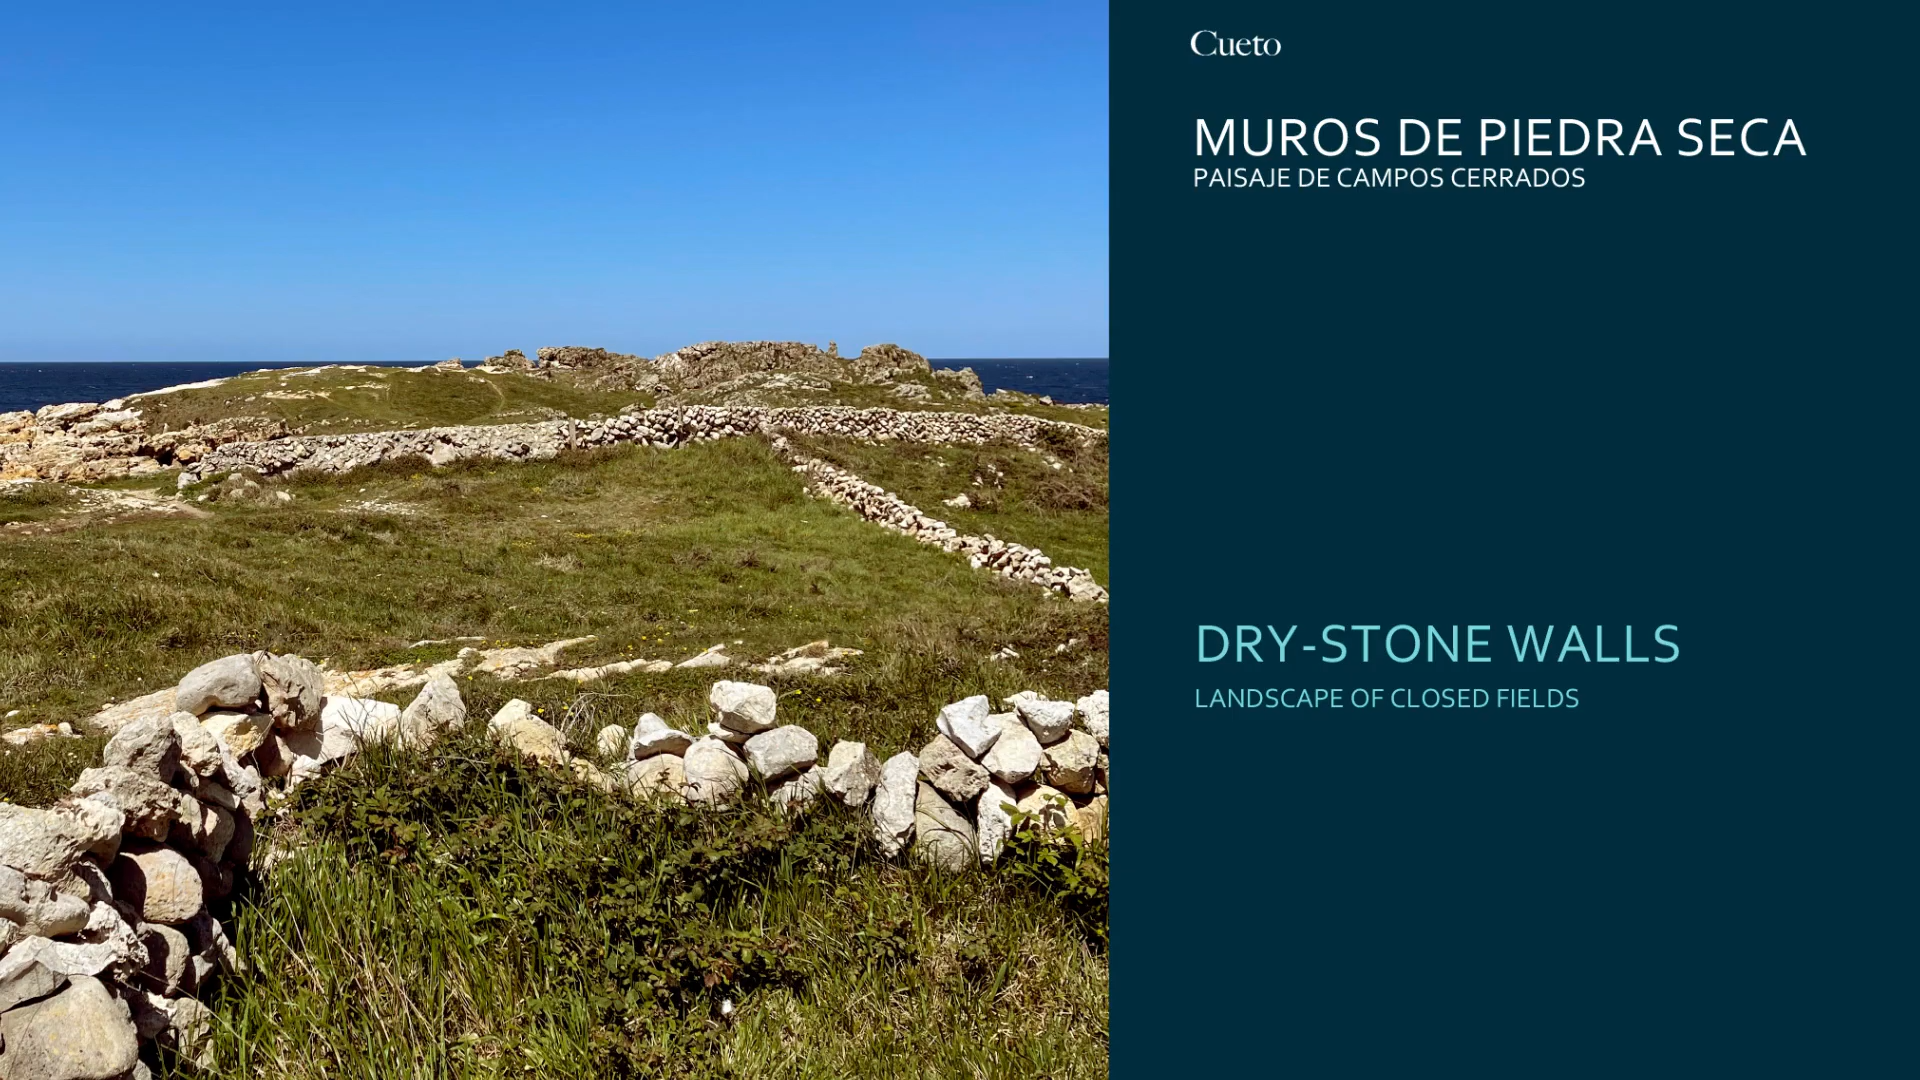 Cueto
MUROS DE PIEDRA SECA
PAISAJE DE CAMPOS CERRADOS
DRY-STONE WALLS
LANDSCAPE OF CLOSED FIELDS